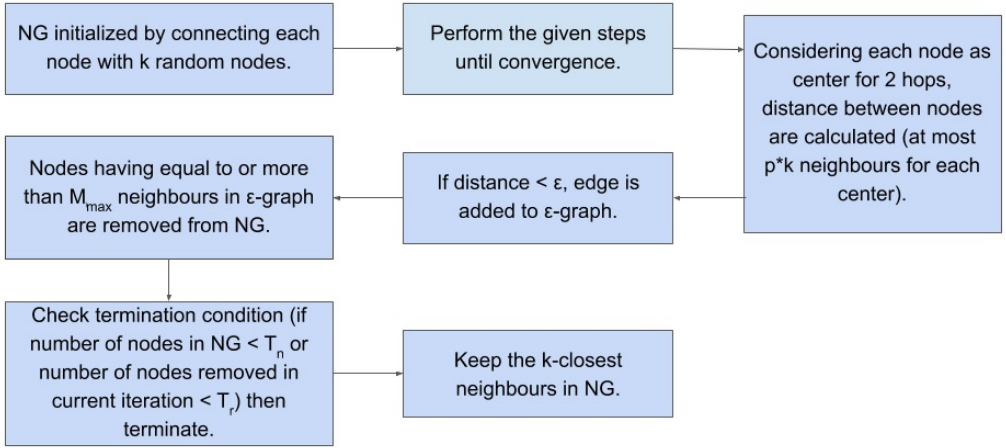 NG initialized by connecting each
node with k random nodes.
Perform the given steps
until convergence.
Considering each node as
center for 2 hops,
distance between nodes
are calculated (at most
p*k neighbours for each
center).
If distance < ε, edge is
added to ε-graph.
Nodes having equal to or more
than Mmax neighbours in ε-graph
are removed from NG.
Check termination condition (if
number of nodes in NG < Tn or
number of nodes removed in
current iteration < Tr) then
terminate.
Keep the k-closest
neighbours in NG.